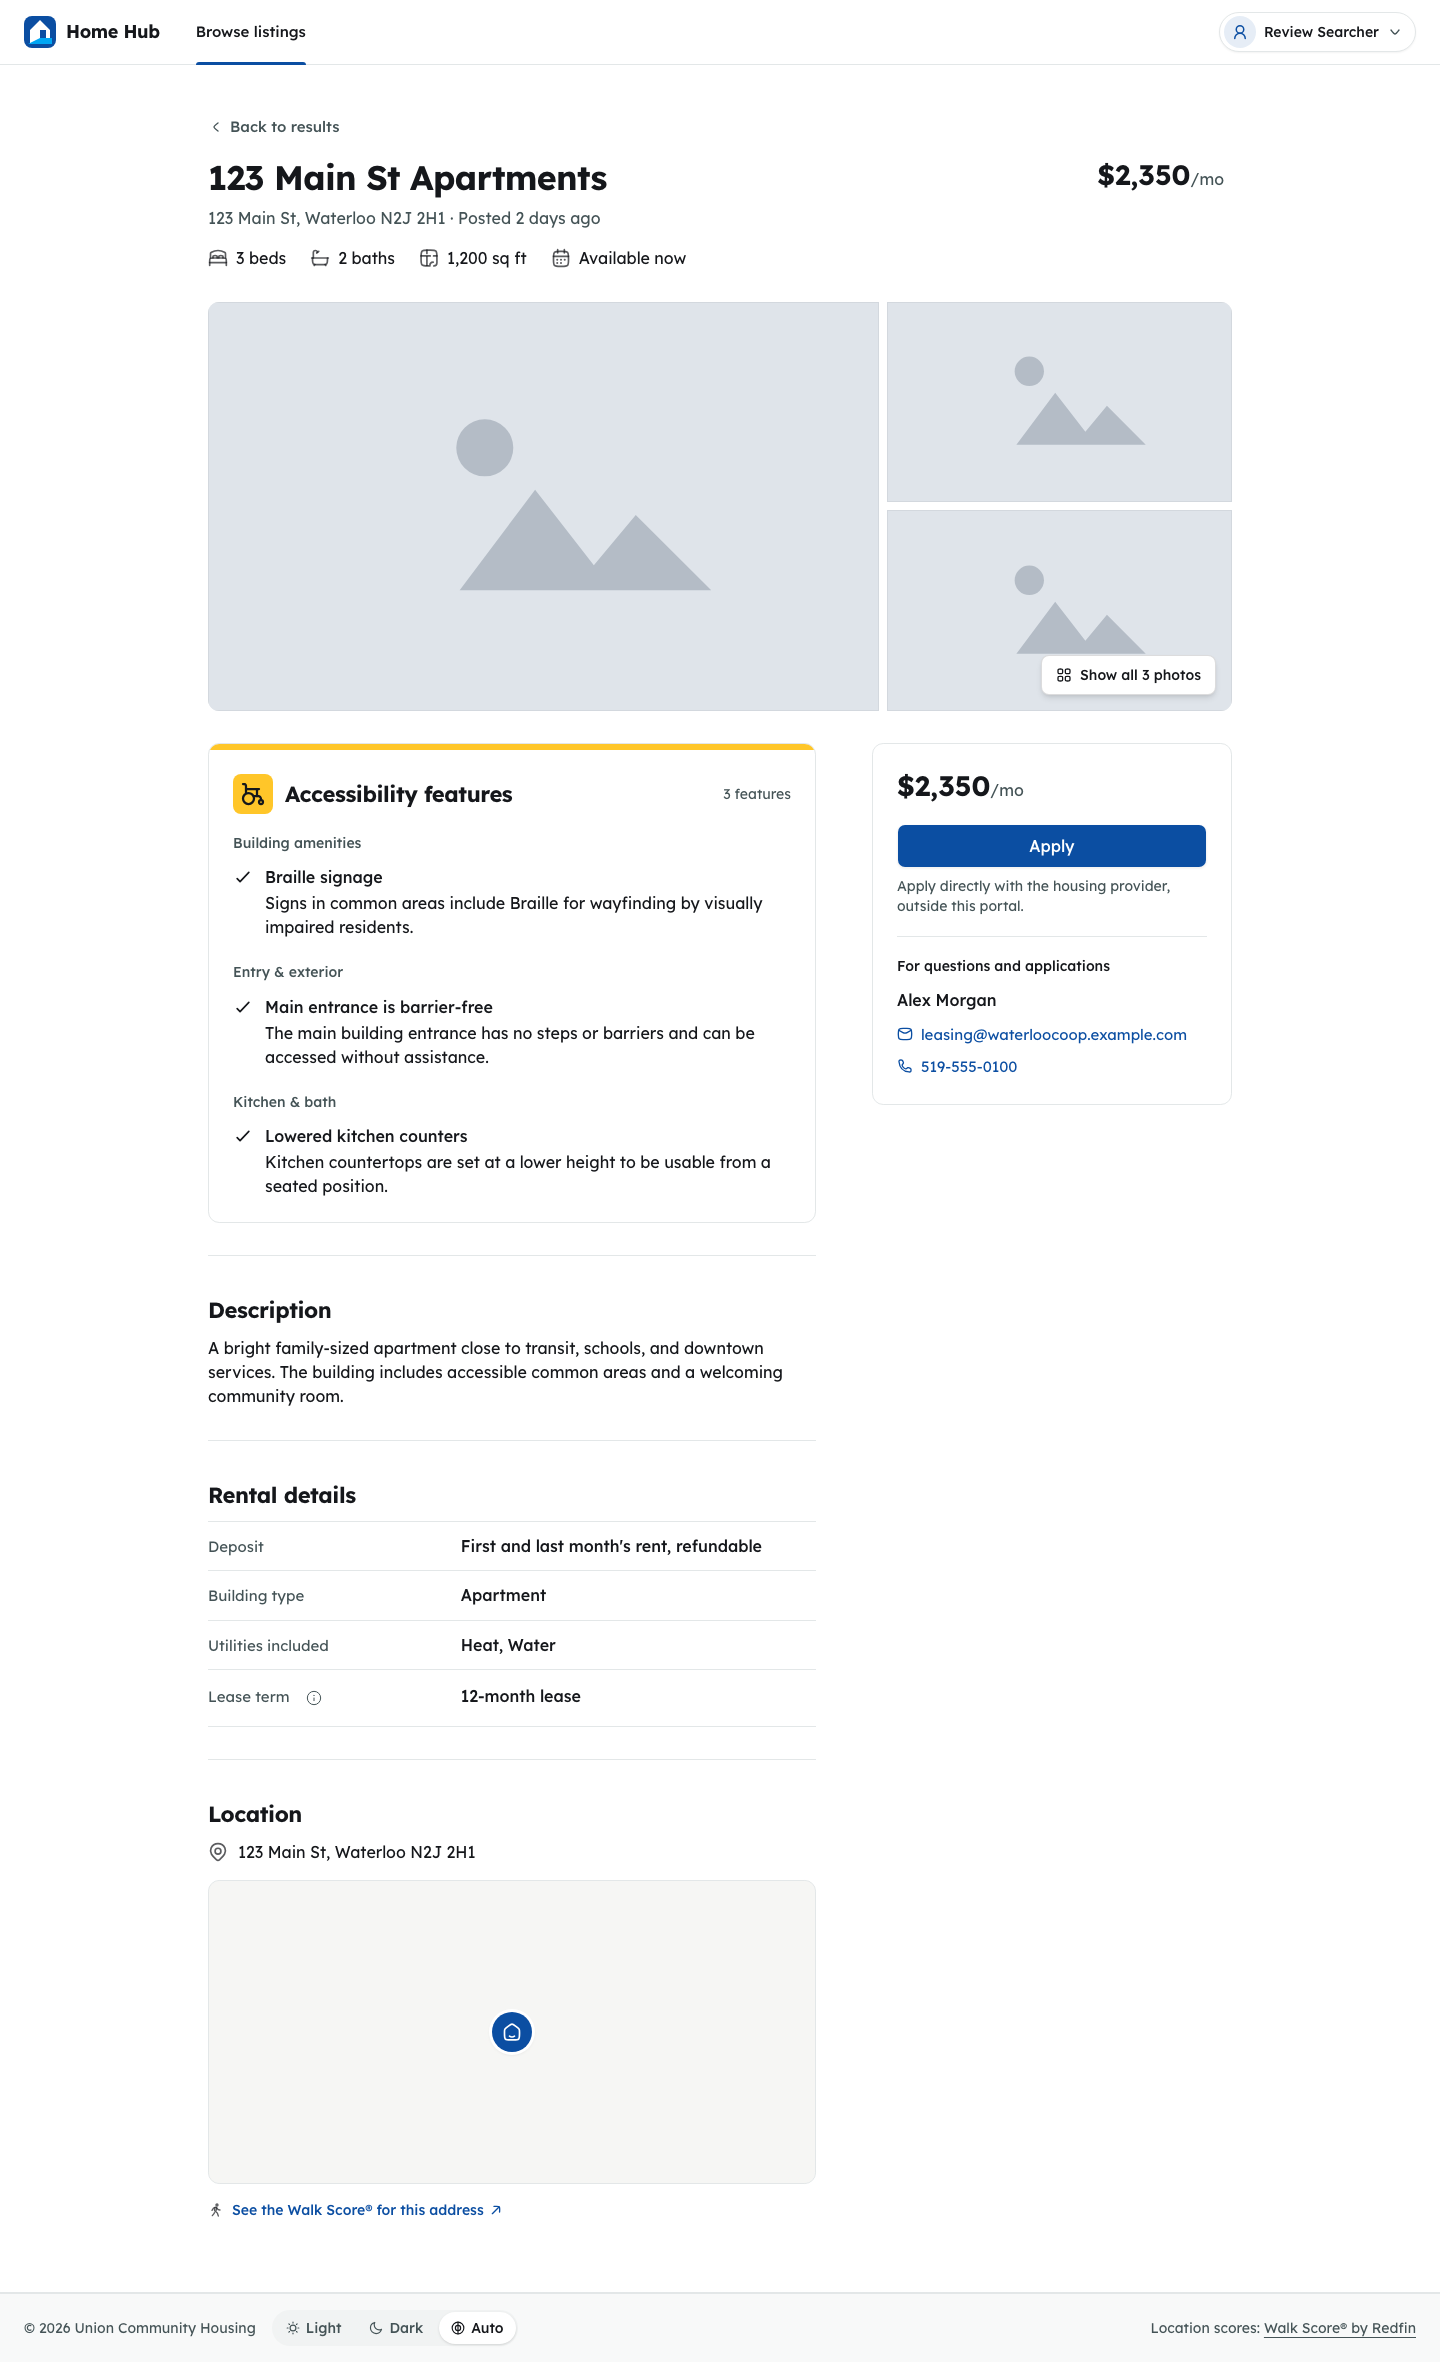 Home Hub
Browse listings
Review Searcher
Back to results
123 Main St Apartments
$2,350/mo
123 Main St, Waterloo N2J 2H1 · Posted 2 days ago
3 beds
2 baths
1,200 sq ft
Available now
Show all 3 photos
Accessibility features
3 features
Building amenities
Braille signage
Signs in common areas include Braille for wayfinding by visually
impaired residents.
Entry & exterior
Main entrance is barrier-free
The main building entrance has no steps or barriers and can be
accessed without assistance.
Kitchen & bath
Lowered kitchen counters
Kitchen countertops are set at a lower height to be usable from a
seated position.
$2,350/mo
Apply
Apply directly with the housing provider,
outside this portal.
For questions and applications
Alex Morgan
leasing@waterloocoop.example.com
519-555-0100
Description
A bright family-sized apartment close to transit, schools, and downtown
services. The building includes accessible common areas and a welcoming
community room.
Rental details
Deposit
First and last month's rent, refundable
Building type
Apartment
Utilities included
Heat, Water
Lease term
12-month lease
Location
123 Main St, Waterloo N2J 2H1
See the Walk Score® for this address
© 2026 Union Community Housing
Light
Dark
Auto
Location scores: Walk Score® by Redfin